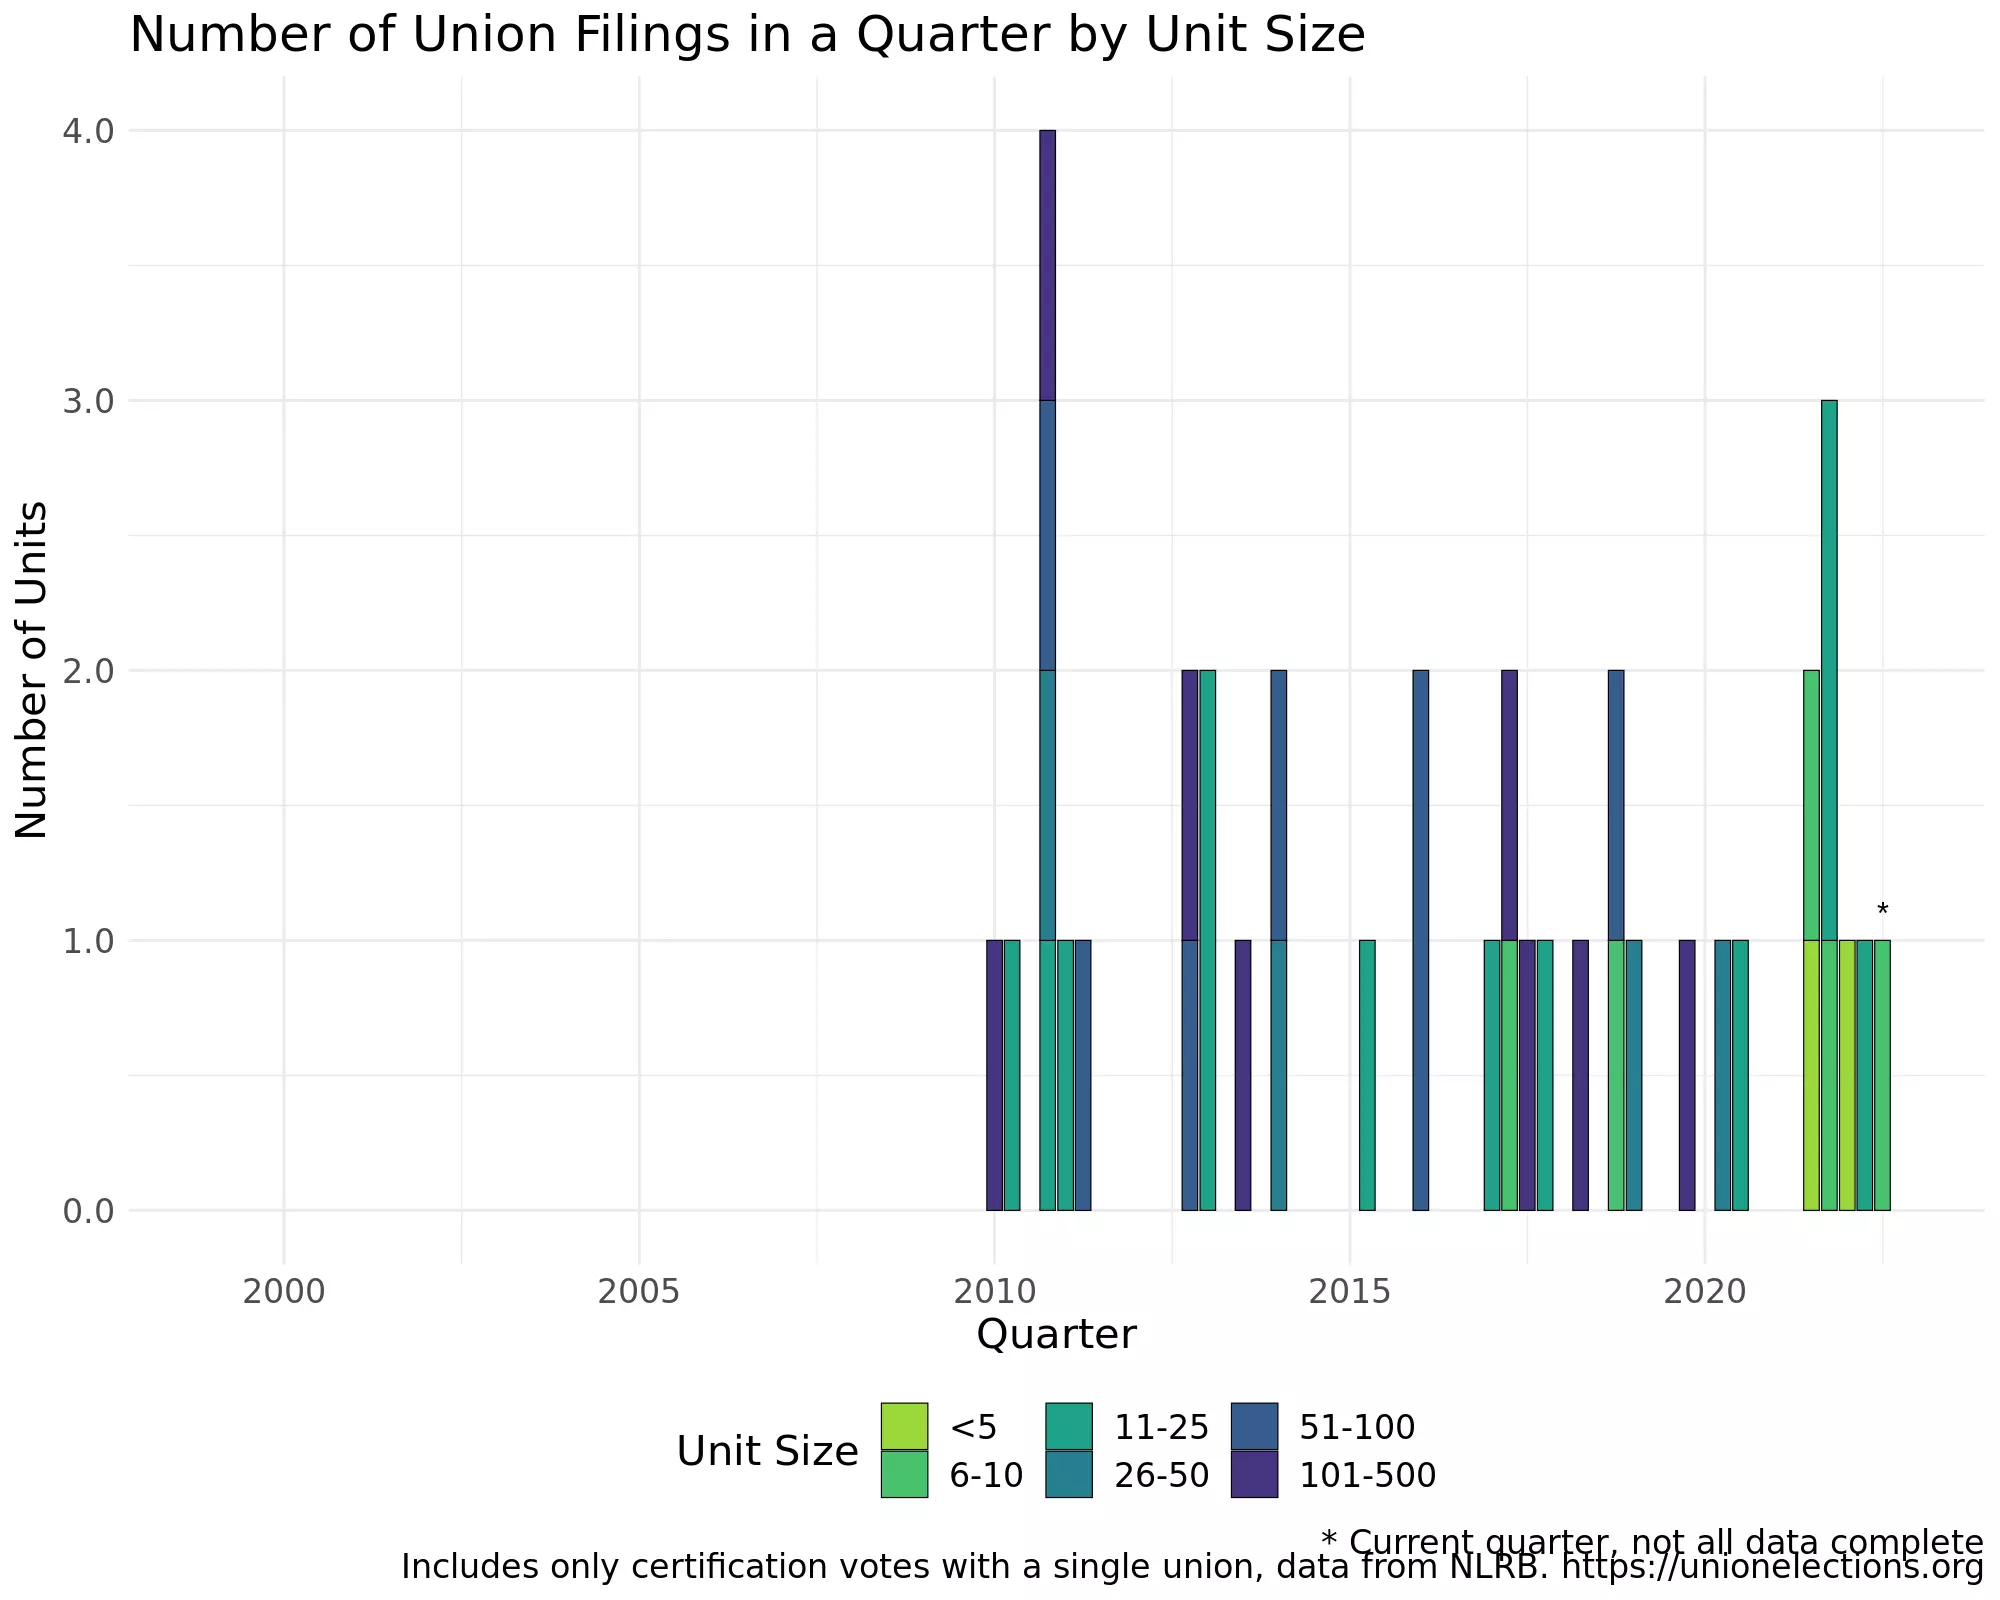 Number of Union Filings in a Quarter by Unit Size
Number of Units
4.0
3.0
2.0
1.0
0.0
*
2000 2005 2010 2015 2020
Quarter
Unit Size
<5 11-25 51-100
6-10 26-50 101-500
* Current quarter, not all data complete
Includes only certification votes with a single union, data from NLRB. https://unionelections.org